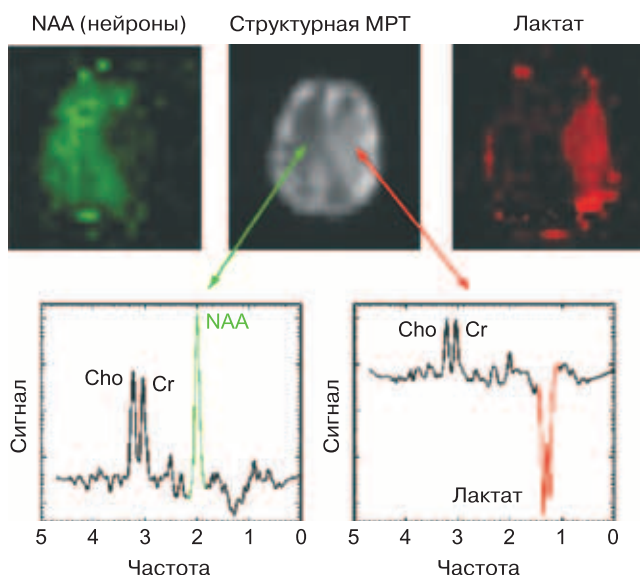 NAA (нейроны)
Структурная МРТ
Лактат
NAA
Cho
Cr
Сигнал
5 4 3 2 1 0
Частота
Cho
Cr
Сигнал
Лактат
5 4 3 2 1 0
Частота